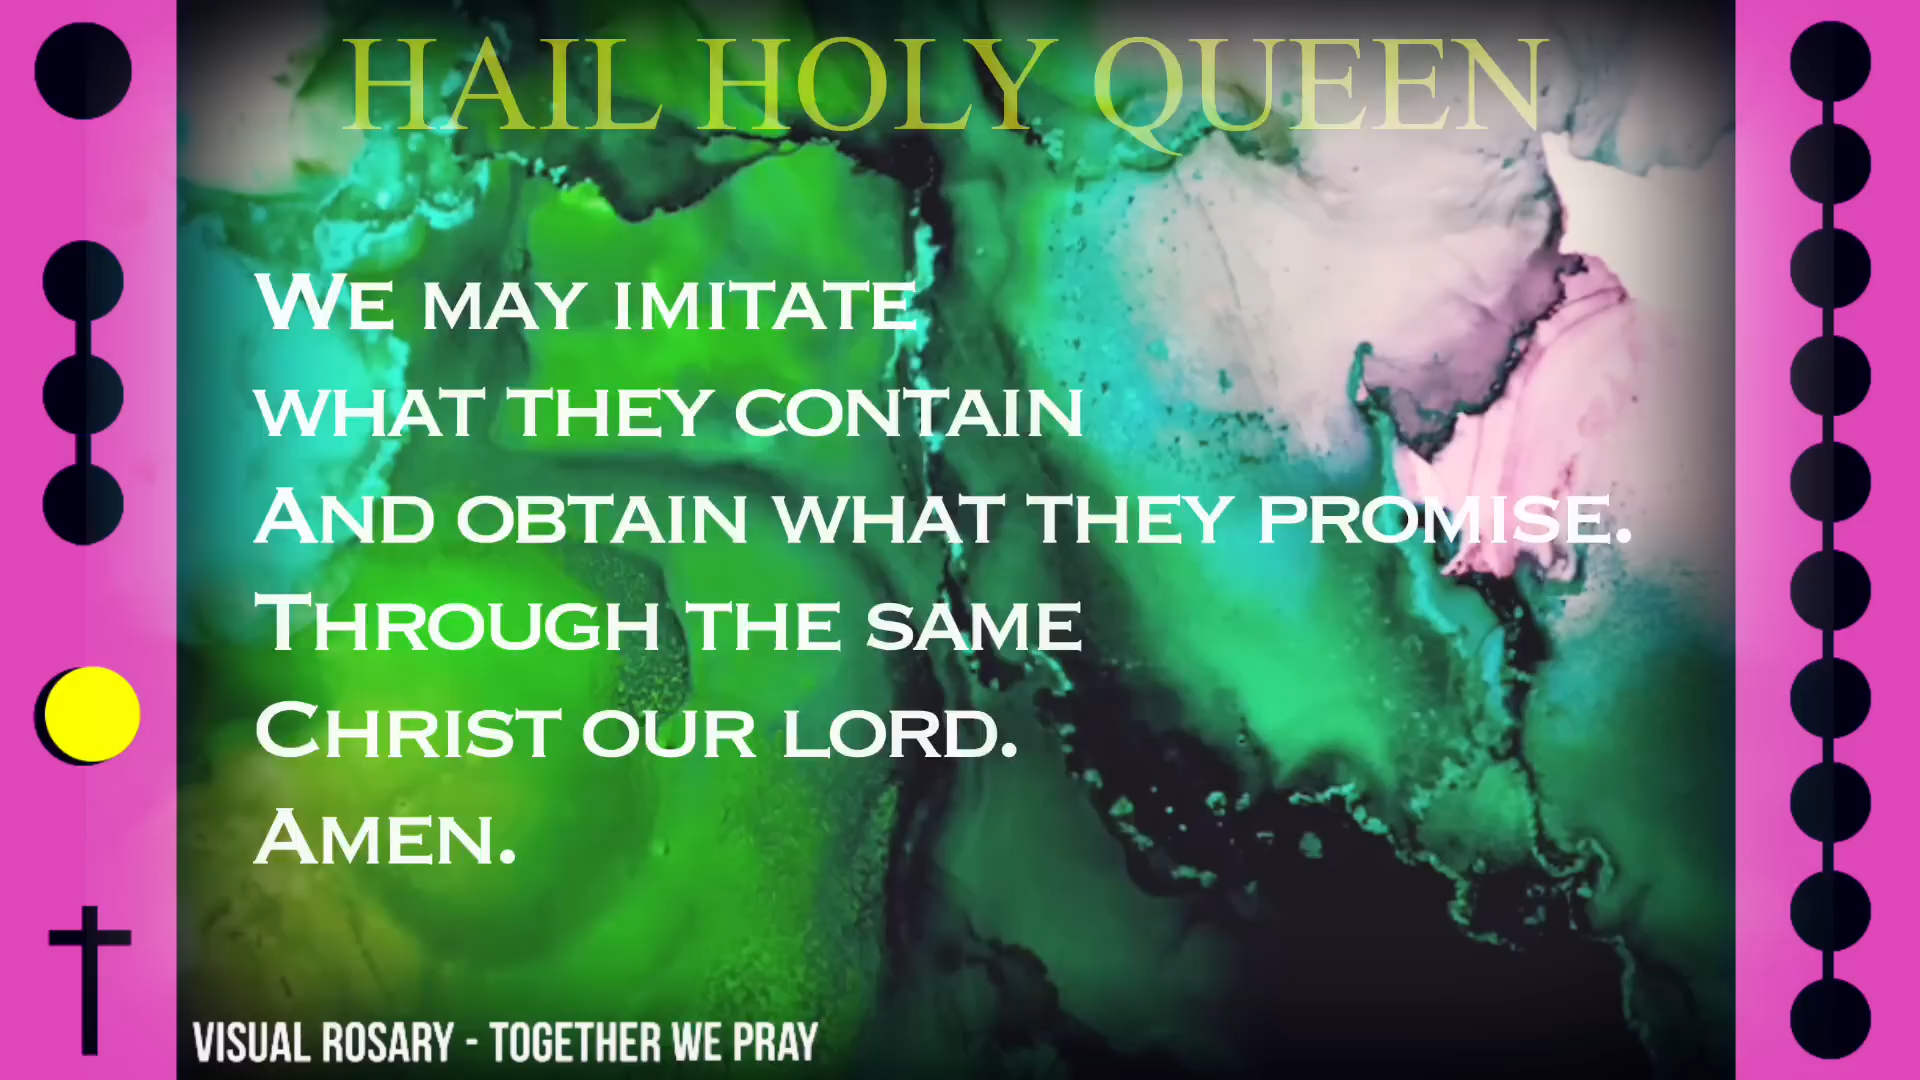 HAIL HOLY QUEEN
WE MAY IMITATE
WHAT THEY CONTAIN
AND OBTAIN WHAT THEY PROMISE.
THROUGH THE SAME
CHRIST OUR LORD.
AMEN.
VISUAL ROSARY - TOGETHER WE PRAY